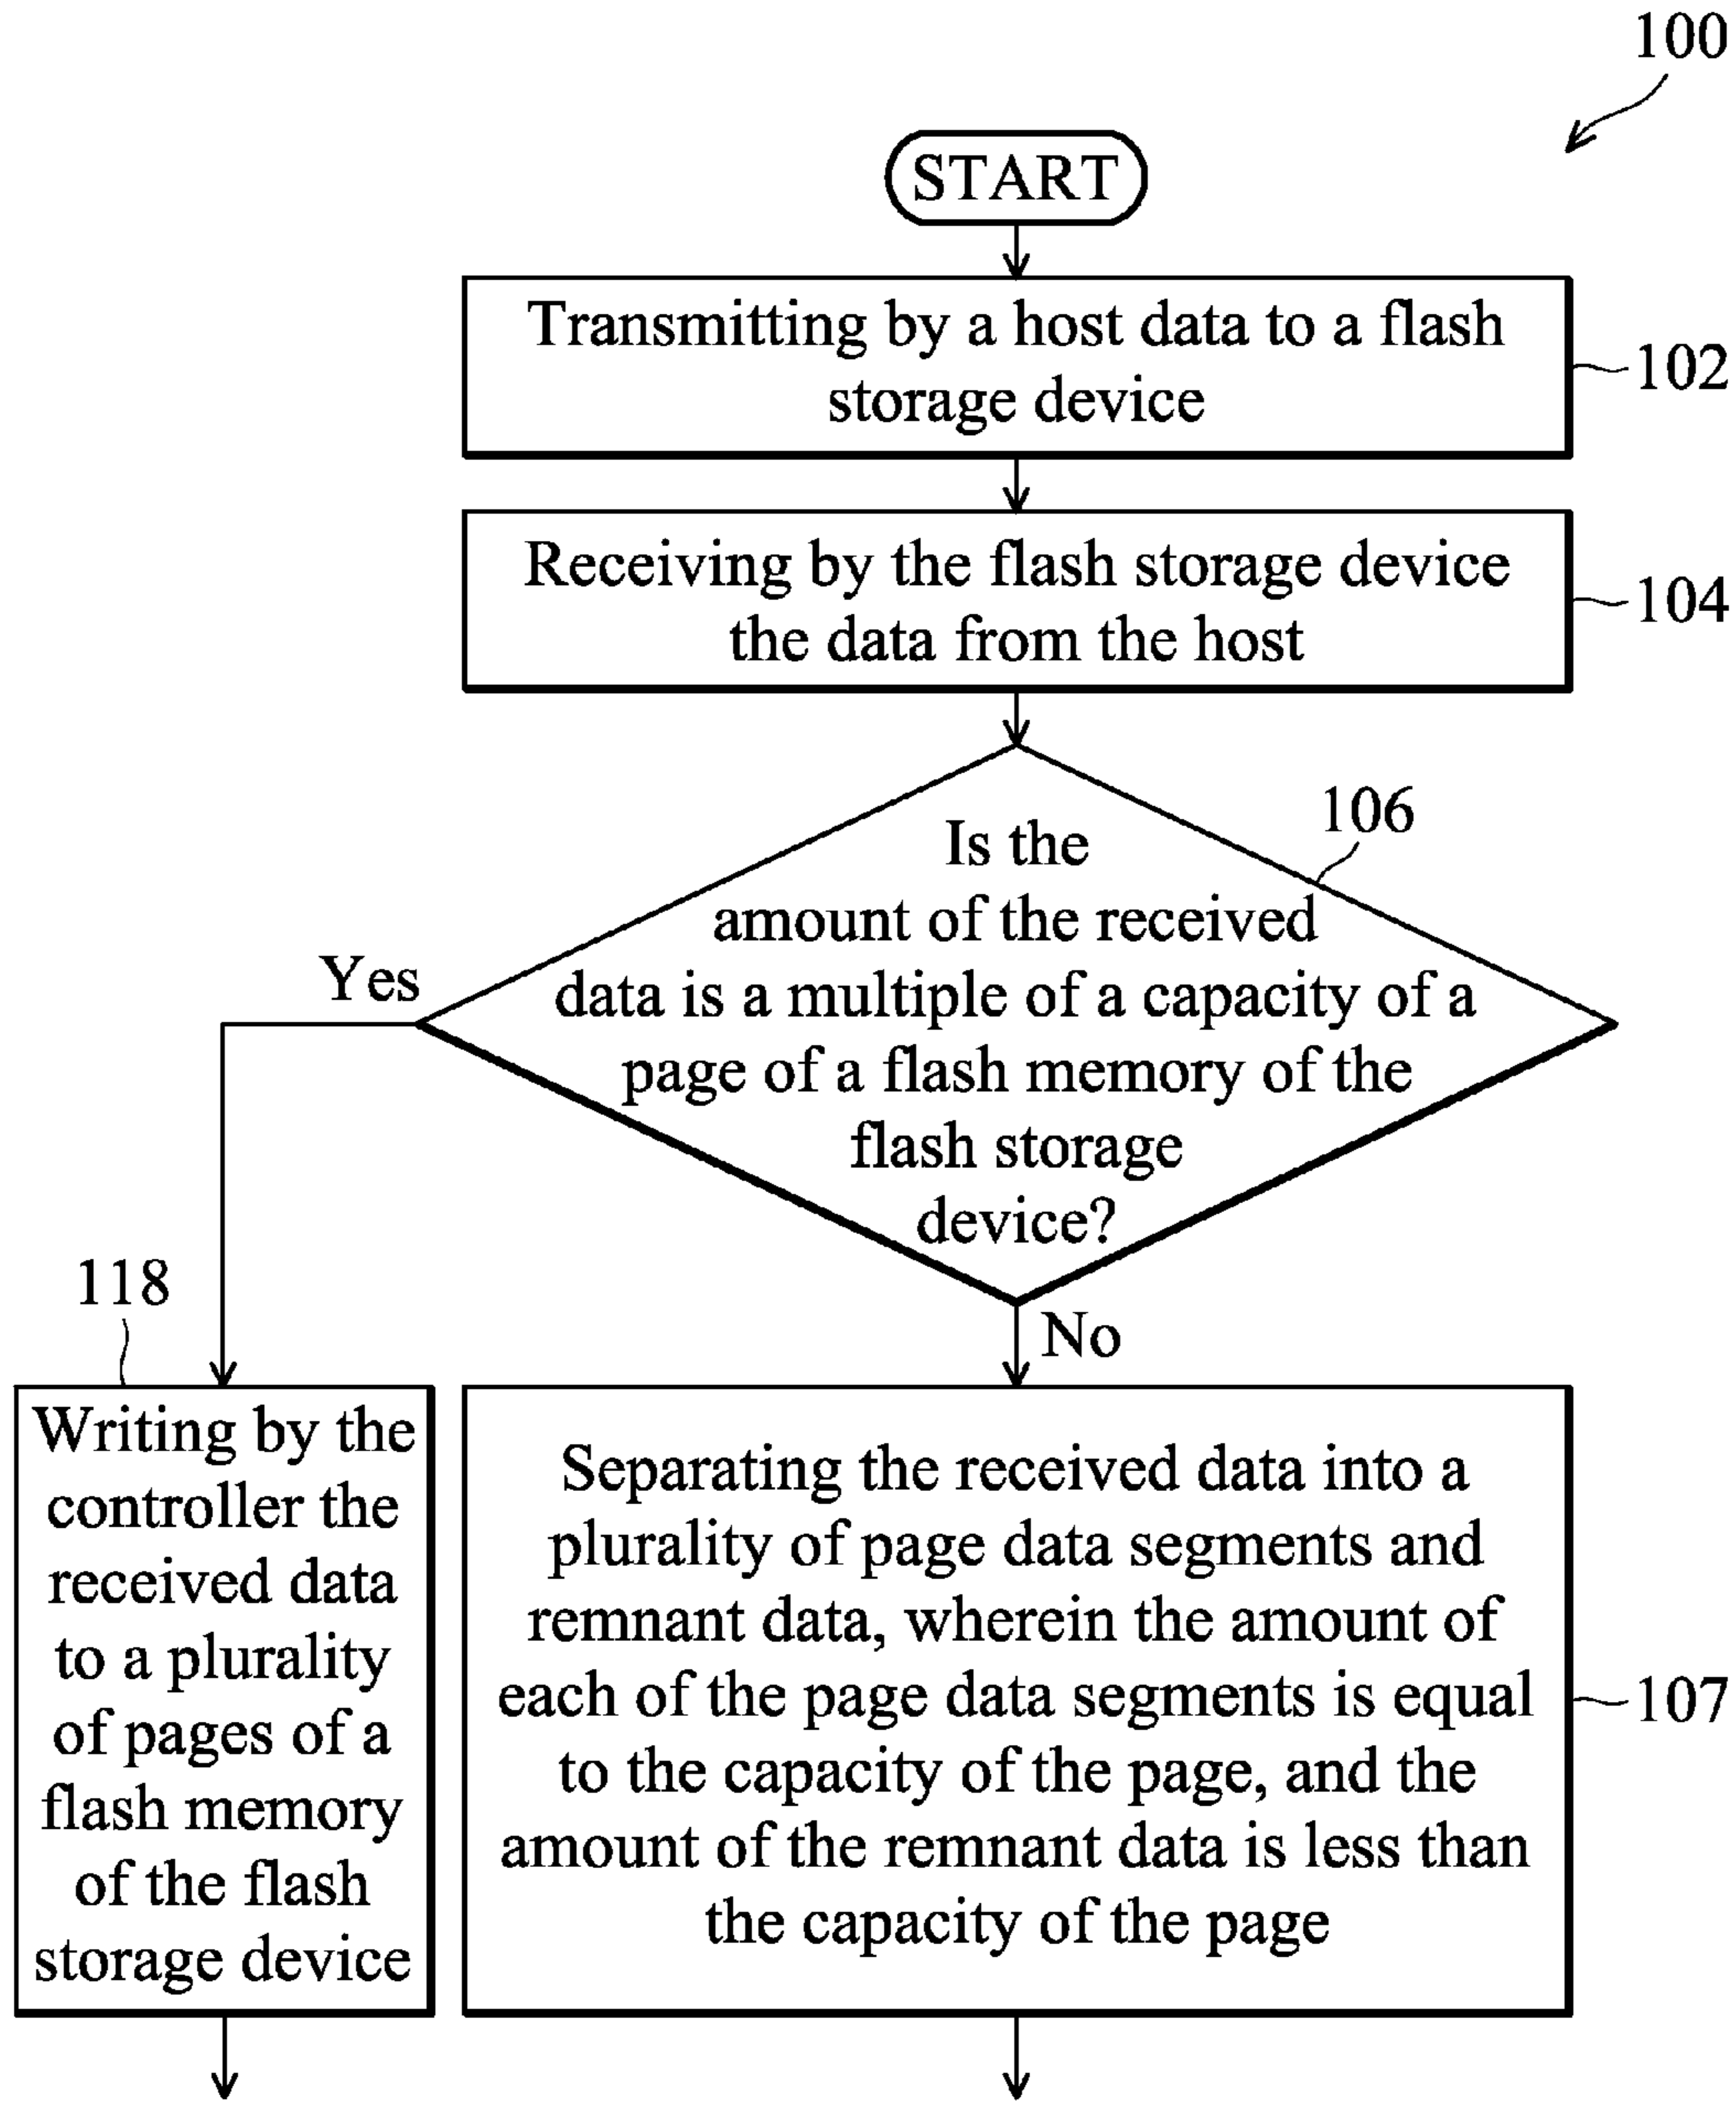 100
START
Transmitting by a host data to a flash
storage device
102
Receiving by the flash storage device
the data from the host
104
106
Is the
amount of the received
data is a multiple of a capacity of a
page of a flash memory of the
flash storage
device?
Yes
No
118
Writing by the
controller the
received data
to a plurality
of pages of a
flash memory
of the flash
storage device
Separating the received data into a
plurality of page data segments and
remnant data, wherein the amount of
each of the page data segments is equal
to the capacity of the page, and the
amount of the remnant data is less than
the capacity of the page
107